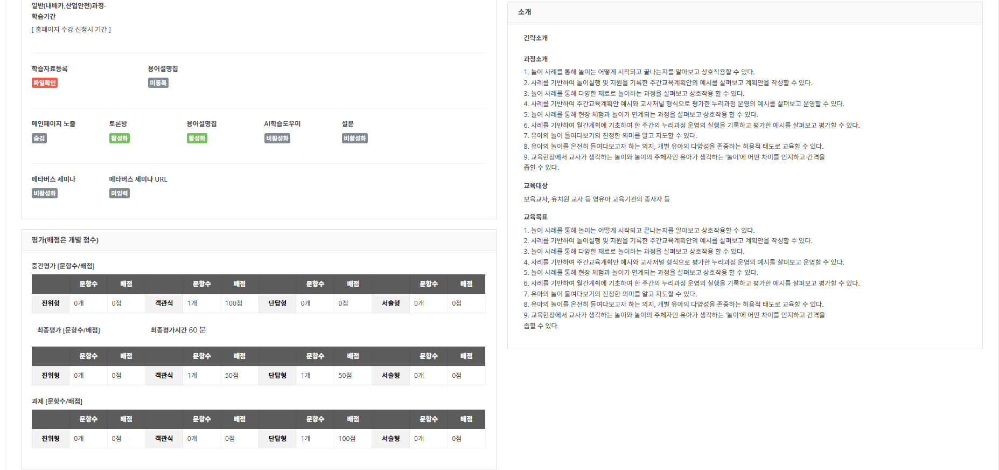 일반(내배카,산업안전)과정-
학습기간
[ 홈페이지 수강 신청시 기간 ]
학습자료등록 용어설명집
파일확인 미등록
메인페이지 노출 토론방 용어설명집 AI학습도우미 설문
숨김 활성화 활성화 비활성화 비활성화
메타버스 세미나 메타버스 세미나 URL
비활성화 미입력
평가(배점은 개별 점수)
중간평가 [문항수/배점]
문항수 배점 문항수 배점 문항수 배점 문항수 배점
진위형 0개 0점 객관식 1개 100점 단답형 0개 0점 서술형 0개 0점
최종평가 [문항수/배점] 최종평가시간 60 분
문항수 배점 문항수 배점 문항수 배점 문항수 배점
진위형 0개 0점 객관식 1개 50점 단답형 1개 50점 서술형 0개 0점
과제 [문항수/배점]
문항수 배점 문항수 배점 문항수 배점 문항수 배점
진위형 0개 0점 객관식 0개 0점 단답형 1개 100점 서술형 0개 0점
소개
간략소개
과정소개
1. 놀이 사례를 통해 놀이는 어떻게 시작되고 끝나는지를 알아보고 상호작용할 수 있다.
2. 사례를 기반하여 놀이실행 및 지원을 기록한 주간교육계획안의 예시를 살펴보고 계획안을 작성할 수 있다.
3. 놀이 사례를 통해 다양한 재료로 놀이하는 과정을 살펴보고 상호작용 할 수 있다.
4. 사례를 기반하여 주간교육계획안 예시와 교사저널 형식으로 평가한 누리과정 운영의 예시를 살펴보고 운영할 수 있다.
5. 놀이 사례를 통해 현장 체험과 놀이가 연계되는 과정을 살펴보고 상호작용 할 수 있다.
6. 사례를 기반하여 월간계획에 기초하여 한 주간의 누리과정 운영의 실행을 기록하고 평가한 예시를 살펴보고 평가할 수 있다.
7. 유아의 놀이 들여다보기의 진정한 의미를 알고 지도할 수 있다.
8. 유아의 놀이를 온전히 들여다보고자 하는 의지, 개별 유아의 다양성을 존중하는 허용적 태도로 교육할 수 있다.
9. 교육현장에서 교사가 생각하는 놀이와 놀이의 주체자인 유아가 생각하는 ‘놀이’에 어떤 차이를 인지하고 간격을
좁힐 수 있다.
교육대상
보육교사, 유치원 교사 등 영유아 교육기관의 종사자 등
교육목표
1. 놀이 사례를 통해 놀이는 어떻게 시작되고 끝나는지를 알아보고 상호작용할 수 있다.
2. 사례를 기반하여 놀이실행 및 지원을 기록한 주간교육계획안의 예시를 살펴보고 계획안을 작성할 수 있다.
3. 놀이 사례를 통해 다양한 재료로 놀이하는 과정을 살펴보고 상호작용 할 수 있다.
4. 사례를 기반하여 주간교육계획안 예시와 교사저널 형식으로 평가한 누리과정 운영의 예시를 살펴보고 운영할 수 있다.
5. 놀이 사례를 통해 현장 체험과 놀이가 연계되는 과정을 살펴보고 상호작용 할 수 있다.
6. 사례를 기반하여 월간계획에 기초하여 한 주간의 누리과정 운영의 실행을 기록하고 평가한 예시를 살펴보고 평가할 수 있다.
7. 유아의 놀이 들여다보기의 진정한 의미를 알고 지도할 수 있다.
8. 유아의 놀이를 온전히 들여다보고자 하는 의지, 개별 유아의 다양성을 존중하는 허용적 태도로 교육할 수 있다.
9. 교육현장에서 교사가 생각하는 놀이와 놀이의 주체자인 유아가 생각하는 ‘놀이’에 어떤 차이를 인지하고 간격을
좁힐 수 있다.